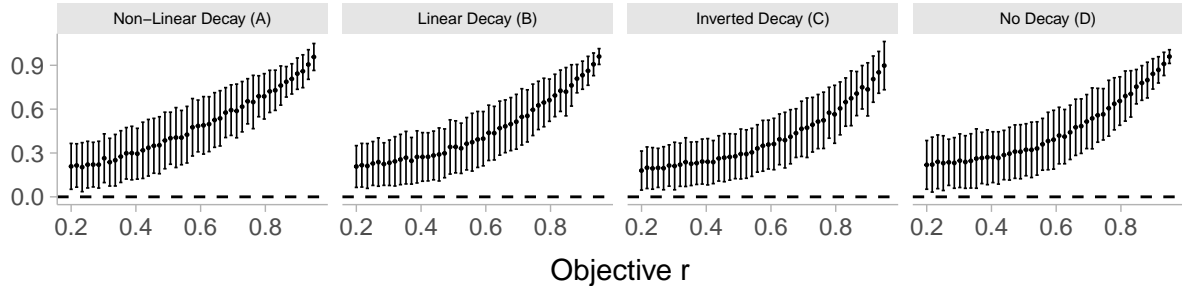 Non−Linear Decay (A) Linear Decay (B) Inverted Decay (C) No Decay (D)
0.9
0.6
0.3
0.0
0.2 0.4 0.6 0.8 0.2 0.4 0.6 0.8 0.2 0.4 0.6 0.8 0.2 0.4 0.6 0.8
Objective r